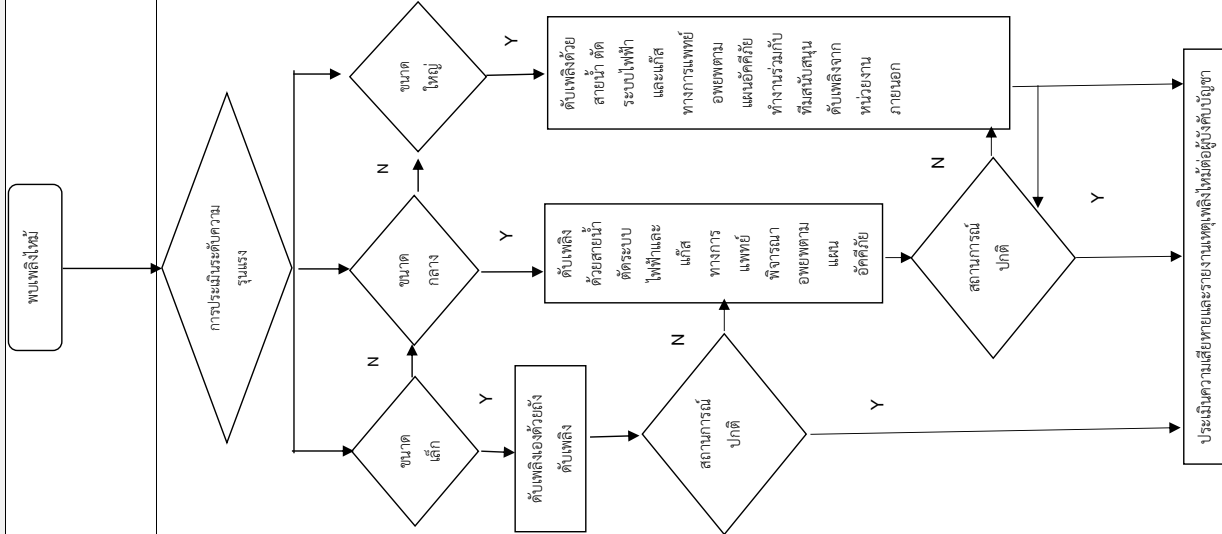 พบเพลิงไหม้
การประเมินระดับความ
รุนแรง
ขนาด
เล็ก
N
Y
ขนาด
กลาง
N
Y
ขนาด
ใหญ่
Y
ดับเพลิงเองด้วยถัง
ดับเพลิง
ดับเพลิง
ด้วยสายน้ำ
ตัดระบบ
ไฟฟ้าและ
แก๊ส
ทางการ
แพทย์
พิจารณา
อพยพตาม
แผน
อัคคีภัย
ดับเพลิงด้วย
สายน้ำ ตัด
ระบบไฟฟ้า
และแก๊ส
ทางการแพทย์
อพยพตาม
แผนอัคคีภัย
ทำงานร่วมกับ
ทีมสนับสนุน
ดับเพลิงจาก
หน่วยงาน
ภายนอก
สถานการณ์
ปกติ
N
Y
สถานการณ์
ปกติ
N
Y
ประเมินความเสียหายและรายงานเหตุเพลิงไหม้ต่อผู้บังคับบัญชา